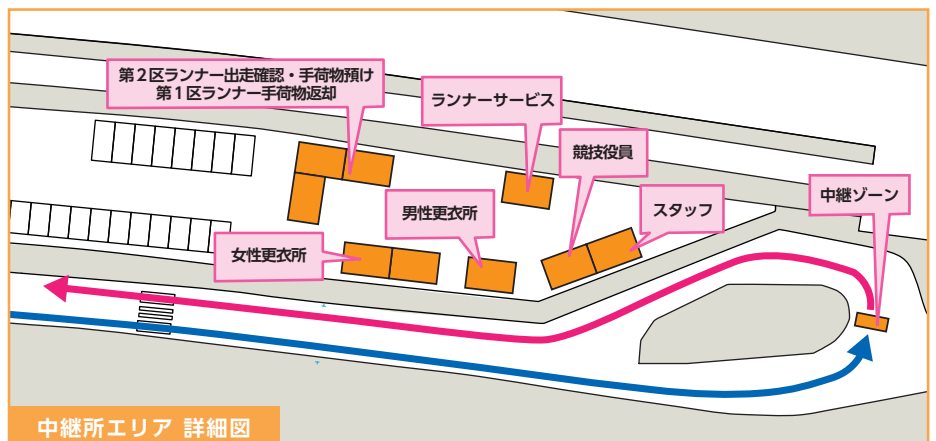 第２区ランナー出走確認・手荷物預け
第１区ランナー手荷物返却
ランナーサービス
競技役員
中継ゾーン
スタッフ
男性更衣所
女性更衣所
中継所エリア 詳細図